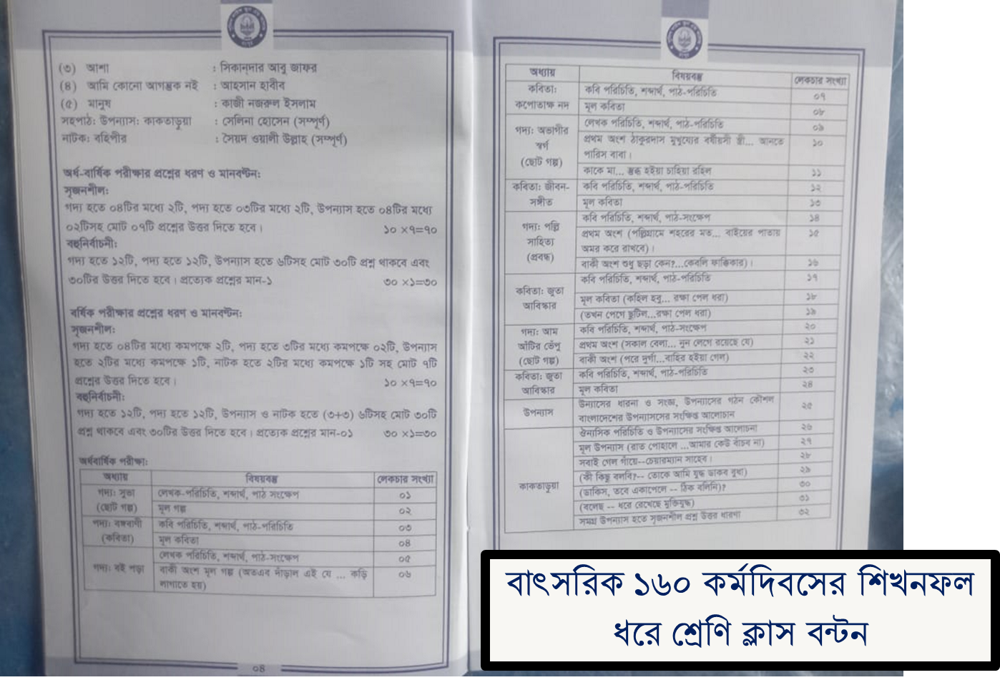 (৩) আশা : সিকান্দার আবু জাফর
(৪) আমি কোনো আগন্তুক নই : আহসান হাবীব
(৫) মানুষ : কাজী নজরুল ইসলাম
সহপাঠ: উপন্যাস: কাকতাড়ুয়া : সেলিনা হোসেন (সম্পূর্ণ)
নাটক: বহিপীর : সৈয়দ ওয়ালী উল্লাহ (সম্পূর্ণ)
অর্ধ-বার্ষিক পরীক্ষার প্রশ্নের ধরণ ও মানবন্টন:
সৃজনশীল:
গদ্য হতে ০৪টির মধ্যে ২টি, পদ্য হতে ০৩টির মধ্যে ২টি, উপন্যাস হতে ০৪টির মধ্যে
০২টিসহ মোট ০৭টি প্রশ্নের উত্তর দিতে হবে। ১০ ×৭=৭০
বহুনির্বাচনী:
গদ্য হতে ১২টি, পদ্য হতে ১২টি, উপন্যাস হতে ৬টিসহ মোট ৩০টি প্রশ্ন থাকবে এবং
৩০টির উত্তর দিতে হবে। প্রত্যেক প্রশ্নের মান-১ ৩০ ×১=৩০
বর্ষিক পরীক্ষার প্রশ্নের ধরণ ও মানবন্টন:
সৃজনশীল:
গদ্য হতে ০৪টির মধ্যে কমপক্ষে ২টি, পদ্য হতে ৩টির মধ্যে কমপক্ষে ০২টি, উপন্যাস
হতে ২টির মধ্যে কমপক্ষে ১টি, নাটক হতে ২টির মধ্যে কমপক্ষে ১টি সহ মোট ৭টি
প্রশ্নের উত্তর দিতে হবে। ১০ ×৭=৭০
বহুনির্বাচনী:
গদ্য হতে ১২টি, পদ্য হতে ১২টি, উপন্যাস ও নাটক হতে (৩+৩) ৬টিসহ মোট ৩০টি
প্রশ্ন থাকবে এবং ৩০টির উত্তর দিতে হবে। প্রত্যেক প্রশ্নের মান-০১ ৩০ ×১=৩০
অর্ধবার্ষিক পরীক্ষা:
অধ্যায় বিষয়বস্তু লেকচার সংখ্যা
গদ্য: সুভা লেখক-পরিচিতি, শব্দার্থ, পাঠ সংক্ষেপ ০১
(ছোট গল্প) মূল গল্প ০২
পদ্য: বঙ্গবাণী কবি পরিচিতি, শব্দার্থ, পাঠ-পরিচিতি ০৩
(কবিতা) মূল কবিতা ০৪
গদ্য: বই পড়া লেখক পরিচিতি, শব্দার্থ, পাঠ-সংক্ষেপ ০৫
বাকী অংশ মূল গল্প (অতএব দাঁড়াল এই যে ... কড়ি ০৬
লাগাতে হয়)
০৪
অধ্যায় বিষয়বস্তু লেকচার সংখ্যা
কবিতা: কবি পরিচিতি, শব্দার্থ, পাঠ-পরিচিতি ০৭
কপোতাক্ষ নদ মূল কবিতা ০৮
গদ্য: অভাগীর লেখক পরিচিতি, শব্দার্থ, পাঠ-পরিচিতি ০৯
স্বর্গ প্রথম অংশ ঠাকুরদাস মুখুয্যের বর্ষীয়সী স্ত্রী... আনতে ১০
(ছোট গল্প) পারিস বাবা।
কাকে মা... স্তব্ধ হইয়া চাহিয়া রহিল ১১
কবিতা: জীবন- কবি পরিচিতি, শব্দার্থ, পাঠ-পরিচিতি ১২
সঙ্গীত মূল কবিতা ১৩
গদ্য: পল্লি কবি পরিচিতি, শব্দার্থ, পাঠ-সংক্ষেপ ১৪
সাহিত্য প্রথম অংশ (পল্লিগ্রামে শহরের মত... বাইয়ের পাতায় ১৫
(প্রবন্ধ) অমর করে রাখবে)।
বাকী অংশ শুধু ছড়া কেন?...কেবলি ফাক্কিকার)। ১৬
কবিতা: জুতা কবি পরিচিতি, শব্দার্থ, পাঠ-পরিচিতি ১৭
আবিষ্কার মূল কবিতা (কহিল হবু... রক্ষা পেল ধরা) ১৮
(তখন পেগে ছুটিল...রক্ষা পেল ধরা) ১৯
গদ্য: আম কবি পরিচিতি, শব্দার্থ, পাঠ-সংক্ষেপ ২০
আঁটির ভেঁপু প্রথম অংশ (সকাল বেলা... নুন লেগে রয়েছে যে) ২১
(ছোট গল্প) বাকী অংশ (পরে দুর্গা...বাহির হইয়া গেল) ২২
কবিতা: জুতা কবি পরিচিতি, শব্দার্থ, পাঠ-পরিচিতি ২৩
আবিষ্কার মূল কবিতা ২৪
উপন্যাস উন্যাসের ধারনা ও সংজ্ঞা, উপন্যাসের গঠন কৌশল ২৫
বাংলাদেশের উপন্যাসসের সংক্ষিপ্ত আলোচান
কাকতাড়ুয়া ঔন্যাসিক পরিচিতি ও উপন্যাসের সংক্ষিপ্ত আলোচনা ২৬
মূল উপন্যাস (রাত পোহালে ...আমার কেউ বাঁচব না) ২৭
সবাই গেল গাঁয়ে--চেয়ারম্যান সাহেব। ২৮
(কী কিছু বলবি?-- তোকে আমি যুদ্ধ ডাকব বুধা) ২৯
(ডাকিস, তবে একাপেলে -- ঠিক বলিনি)? ৩০
(বলেছ -- ধরে রেখেছে মুক্তিযুদ্ধ) ৩১
সমগ্র উপন্যাস হতে সৃজনশীল প্রশ্ন উত্তর ধারণা ৩২
বাৎসরিক ১৬০ কর্মদিবসের শিখনফল
ধরে শ্রেণি ক্লাস বন্টন